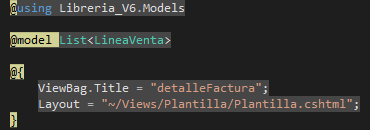 @using Libreria_V6.Models
@model List<LineaVenta>
@{
ViewBag.Title = "detalleFactura";
Layout = "~/Views/Plantilla/Plantilla.cshtml";
}